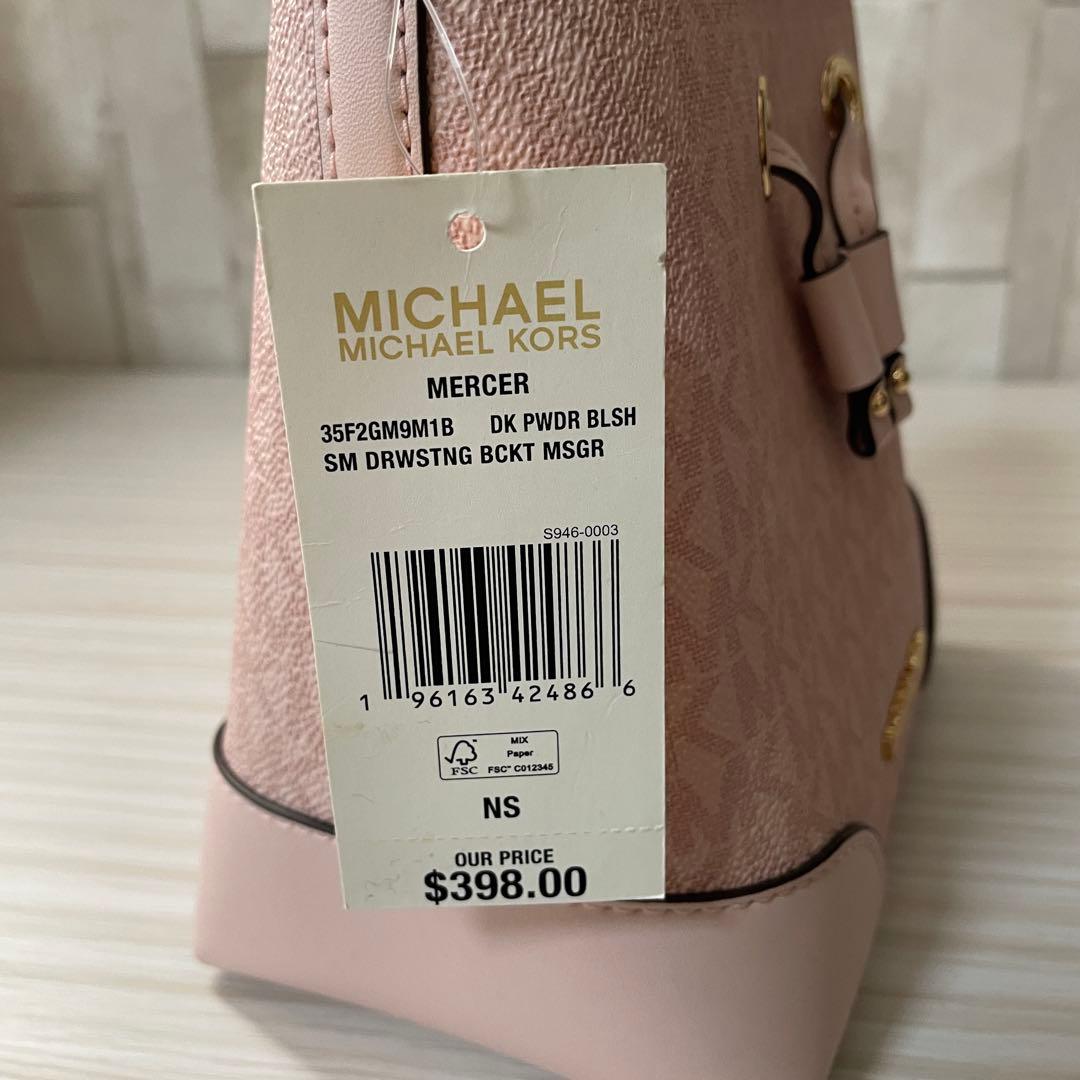 MICHAEL
MICHAEL KORS
MERCER
35F2GM9M1B DK PWDR BLSH
SM DRWSTNG BCKT MSGR
S946-0003
1 96163 42486 6
FSC™
MIX
Paper
FSC™ C012345
NS
OUR PRICE
$398.00